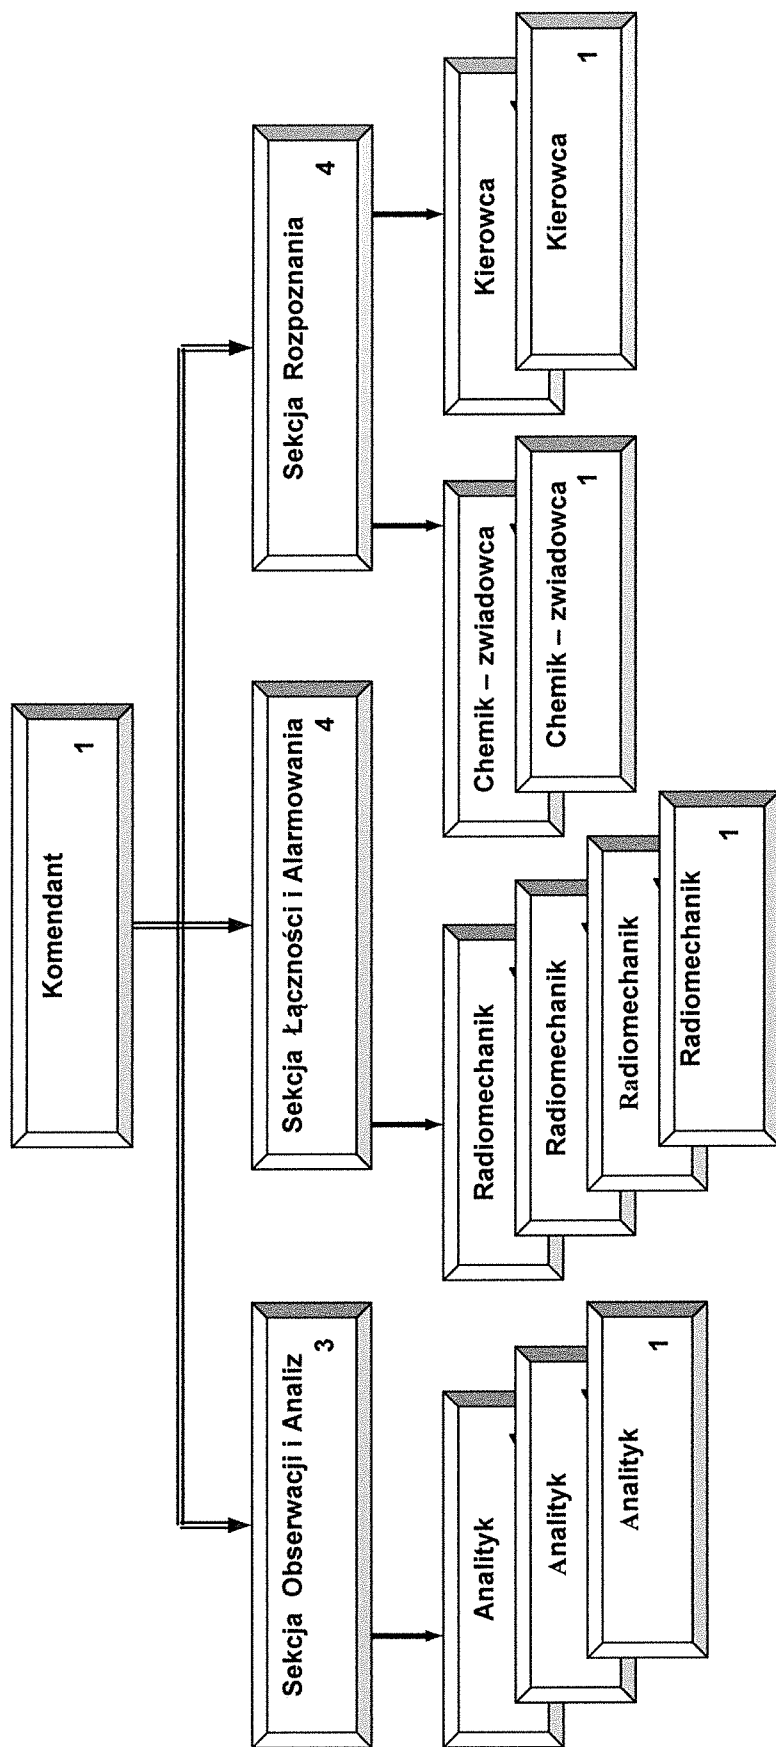 Komendant
1
Sekcja Obserwacji i Analiz
3
Sekcja Łączności i Alarmowania
4
Sekcja Rozpoznania
4
Analityk
Analityk
Analityk
1
Radiomechanik
Radiomechanik
Radiomechanik
Radiomechanik
1
Chemik – zwiadowca
Chemik – zwiadowca
1
Kierowca
Kierowca
1